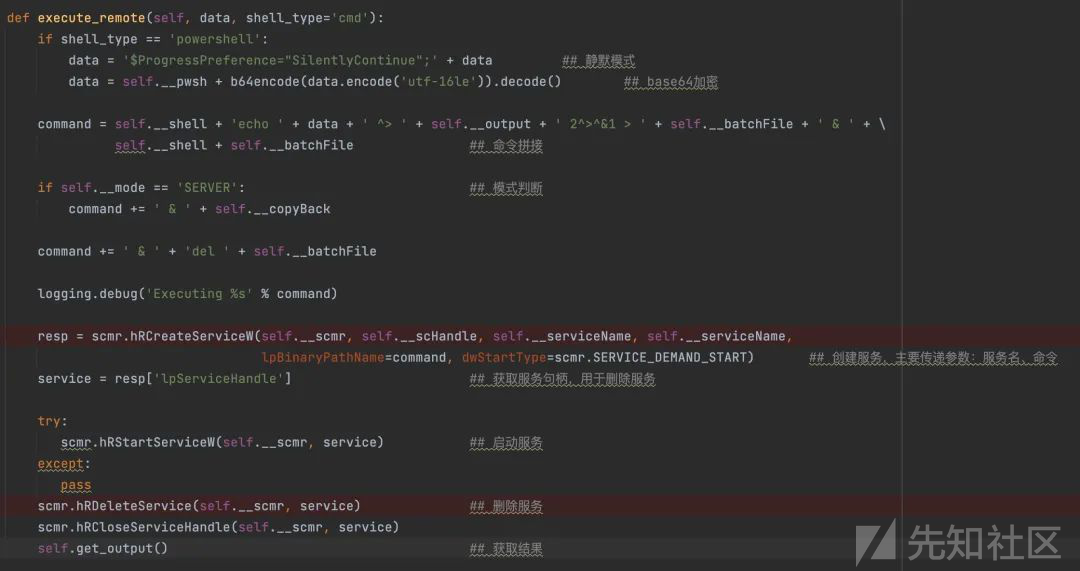 def execute_remote(self, data, shell_type='cmd'):
if shell_type == 'powershell':
data = '$ProgressPreference="SilentlyContinue";' + data ## 静默模式
data = self.__pwsh + b64encode(data.encode('utf-16le')).decode() ## base64加密
command = self.__shell + 'echo ' + data + ' ^> ' + self.__output + ' 2^>^&1 > ' + self.__batchFile + ' & ' + \
self.__shell + self.__batchFile ## 命令拼接
if self.__mode == 'SERVER': ## 模式判断
command += ' & ' + self.__copyBack
command += ' & ' + 'del ' + self.__batchFile
logging.debug('Executing %s' % command)
resp = scmr.hRCreateServiceW(self.__scmr, self.__scHandle, self.__serviceName, self.__serviceName,
lpBinaryPathName=command, dwStartType=scmr.SERVICE_DEMAND_START) ## 创建服务，主要传递参数：服务名、命令
service = resp['lpServiceHandle'] ## 获取服务句柄，用于删除服务
try:
scmr.hRStartServiceW(self.__scmr, service) ## 启动服务
except:
pass
scmr.hRDeleteService(self.__scmr, service) ## 删除服务
scmr.hRCloseServiceHandle(self.__scmr, service)
self.get_output() ## 获取结果
先知社区